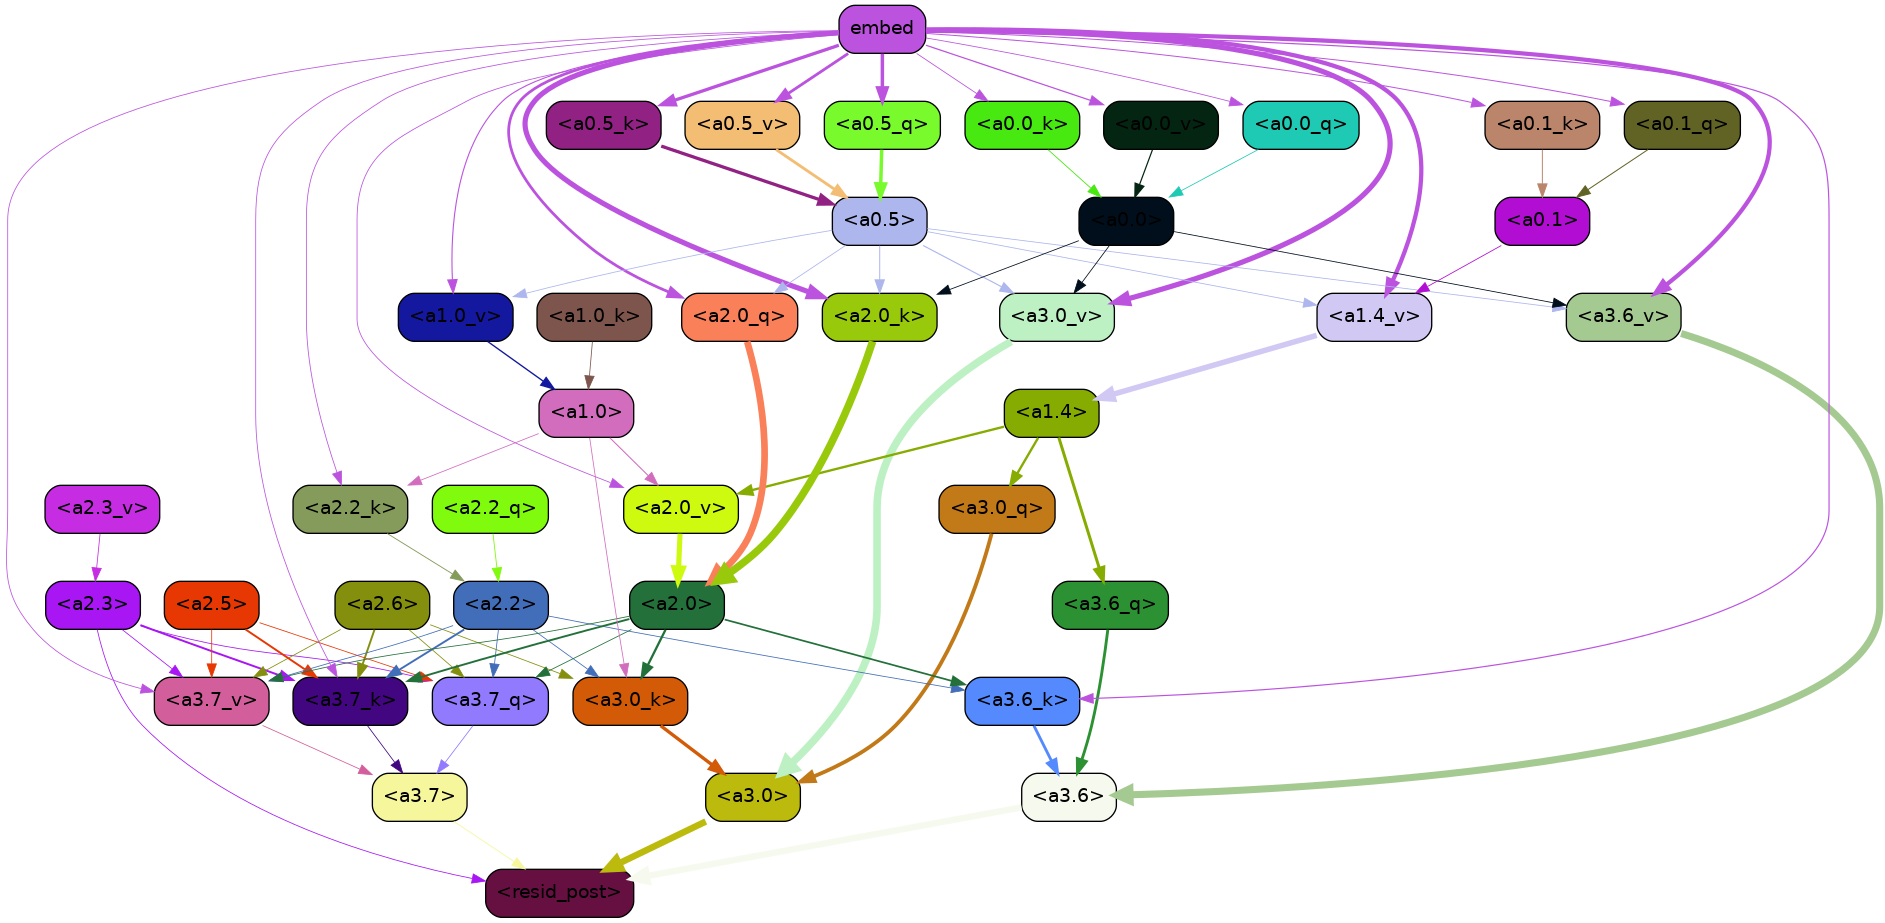 embed
<a0.5_k>
<a0.5_v>
<a0.5_q>
<a0.0_k>
<a0.0_v>
<a0.0_q>
<a0.1_k>
<a0.1_q>
<a0.5>
<a0.0>
<a0.1>
<a1.0_v>
<a1.0_k>
<a2.0_q>
<a2.0_k>
<a3.0_v>
<a1.4_v>
<a3.6_v>
<a1.0>
<a1.4>
<a2.3_v>
<a2.2_k>
<a2.2_q>
<a2.0_v>
<a3.0_q>
<a2.3>
<a2.5>
<a2.6>
<a2.2>
<a2.0>
<a3.6_q>
<a3.7_v>
<a3.7_k>
<a3.7_q>
<a3.0_k>
<a3.6_k>
<a3.7>
<a3.0>
<a3.6>
<resid_post>